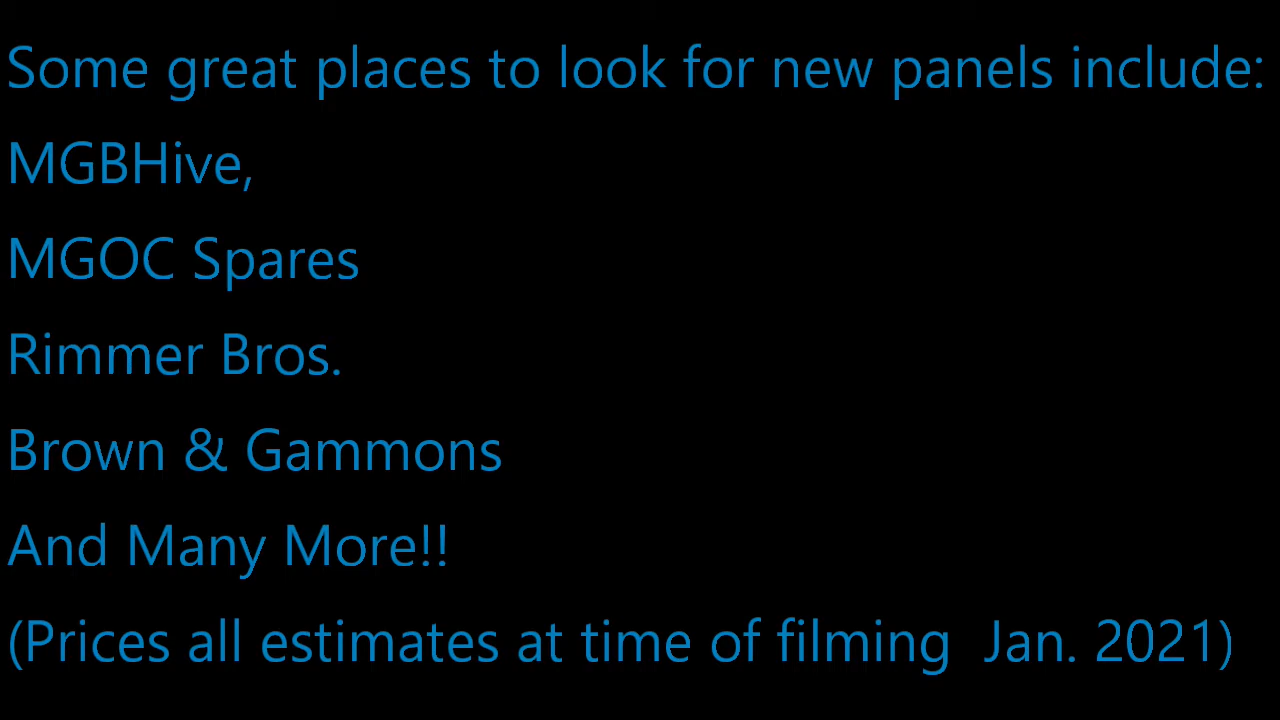 Some great places to look for new panels include:
MGBHive,
MGOC Spares
Rimmer Bros.
Brown & Gammons
And Many More!!
(Prices all estimates at time of filming  Jan. 2021)